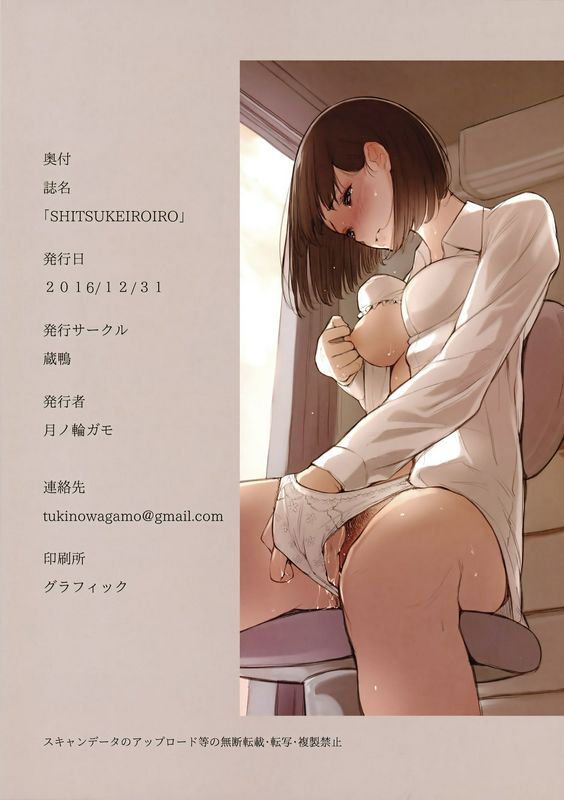 奥付
誌名
「SHITSUKEIROIRO」
発行日
２０１６/１２/３１
発行サークル
蔵鴨
発行者
月ノ輪ガモ
連絡先
tukinowagamo@gmail.com
印刷所
グラフィック
スキャンデータのアップロード等の無断転載･転写･複製禁止